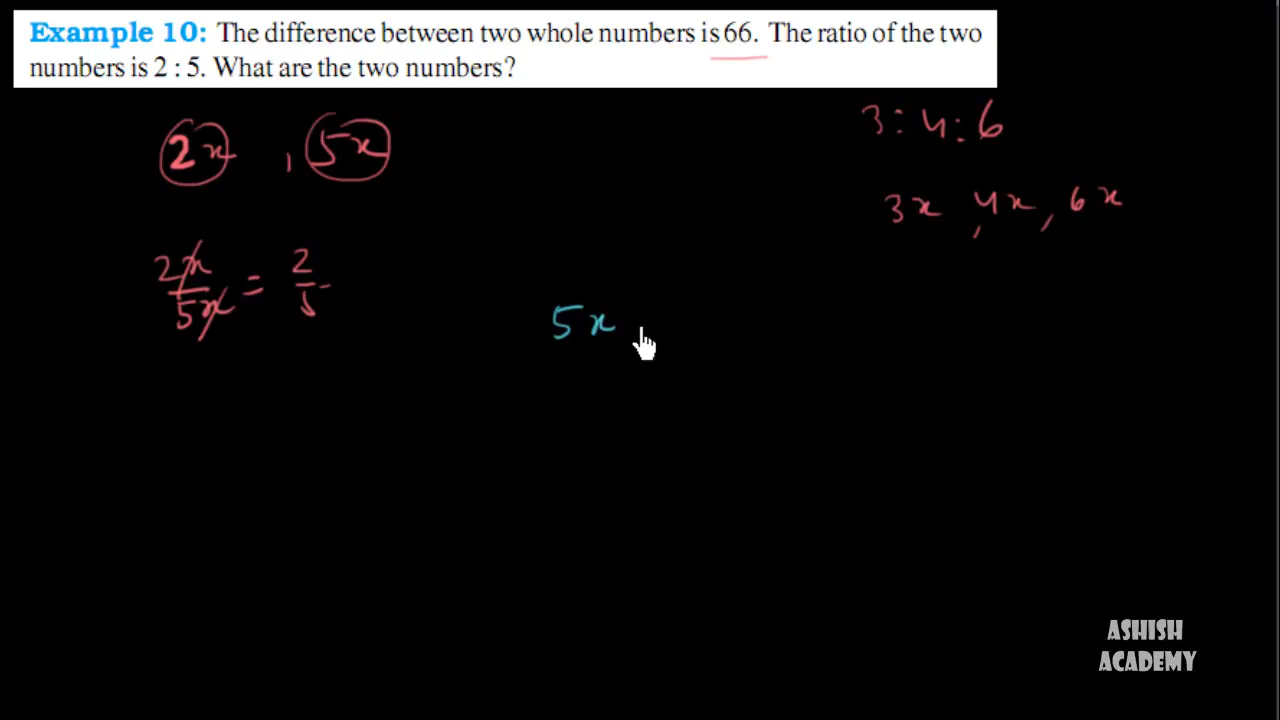 Example 10: The difference between two whole numbers is 66. The ratio of the two
numbers is 2 : 5. What are the two numbers?
2x , 5x
3 : 4 : 6
3x , 4x , 6x
2x/5x = 2/5
5x
ASHISH
ACADEMY